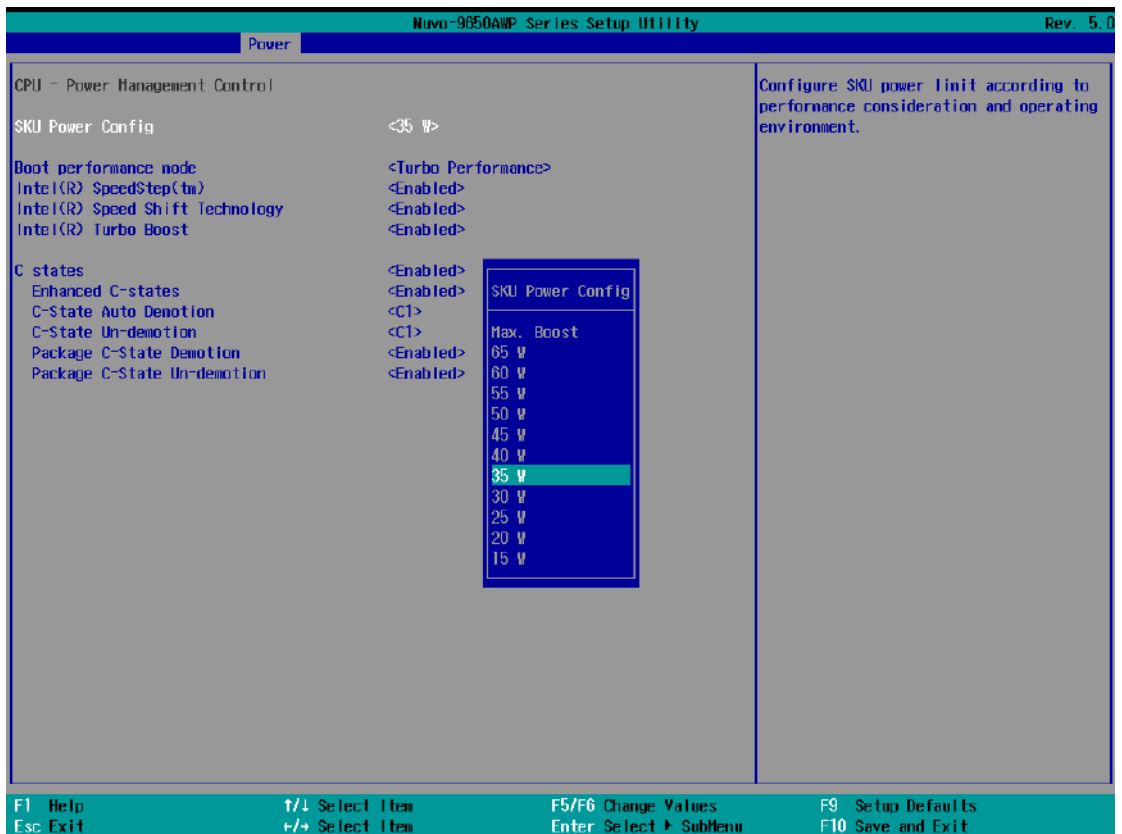 Nuvo-9650AWP Series Setup Utility Rev. 5.0
Power
CPU - Power Management Control
SKU Power Config <35 W>
Boot performance mode <Turbo Performance>
Intel(R) SpeedStep(tm) <Enabled>
Intel(R) Speed Shift Technology <Enabled>
Intel(R) Turbo Boost <Enabled>
C states <Enabled>
Enhanced C-states <Enabled>
C-State Auto Demotion <C1>
C-State Un-demotion <C1>
Package C-State Demotion <Enabled>
Package C-State Un-demotion <Enabled>
SKU Power Config
Max. Boost
65 W
60 W
55 W
50 W
45 W
40 W
35 W
30 W
25 W
20 W
15 W
Configure SKU power limit according to
performance consideration and operating
environment.
F1 Help ↑/↓ Select Item F5/F6 Change Values F9 Setup Defaults
Esc Exit ←/→ Select Item Enter Select ▶ SubMenu F10 Save and Exit